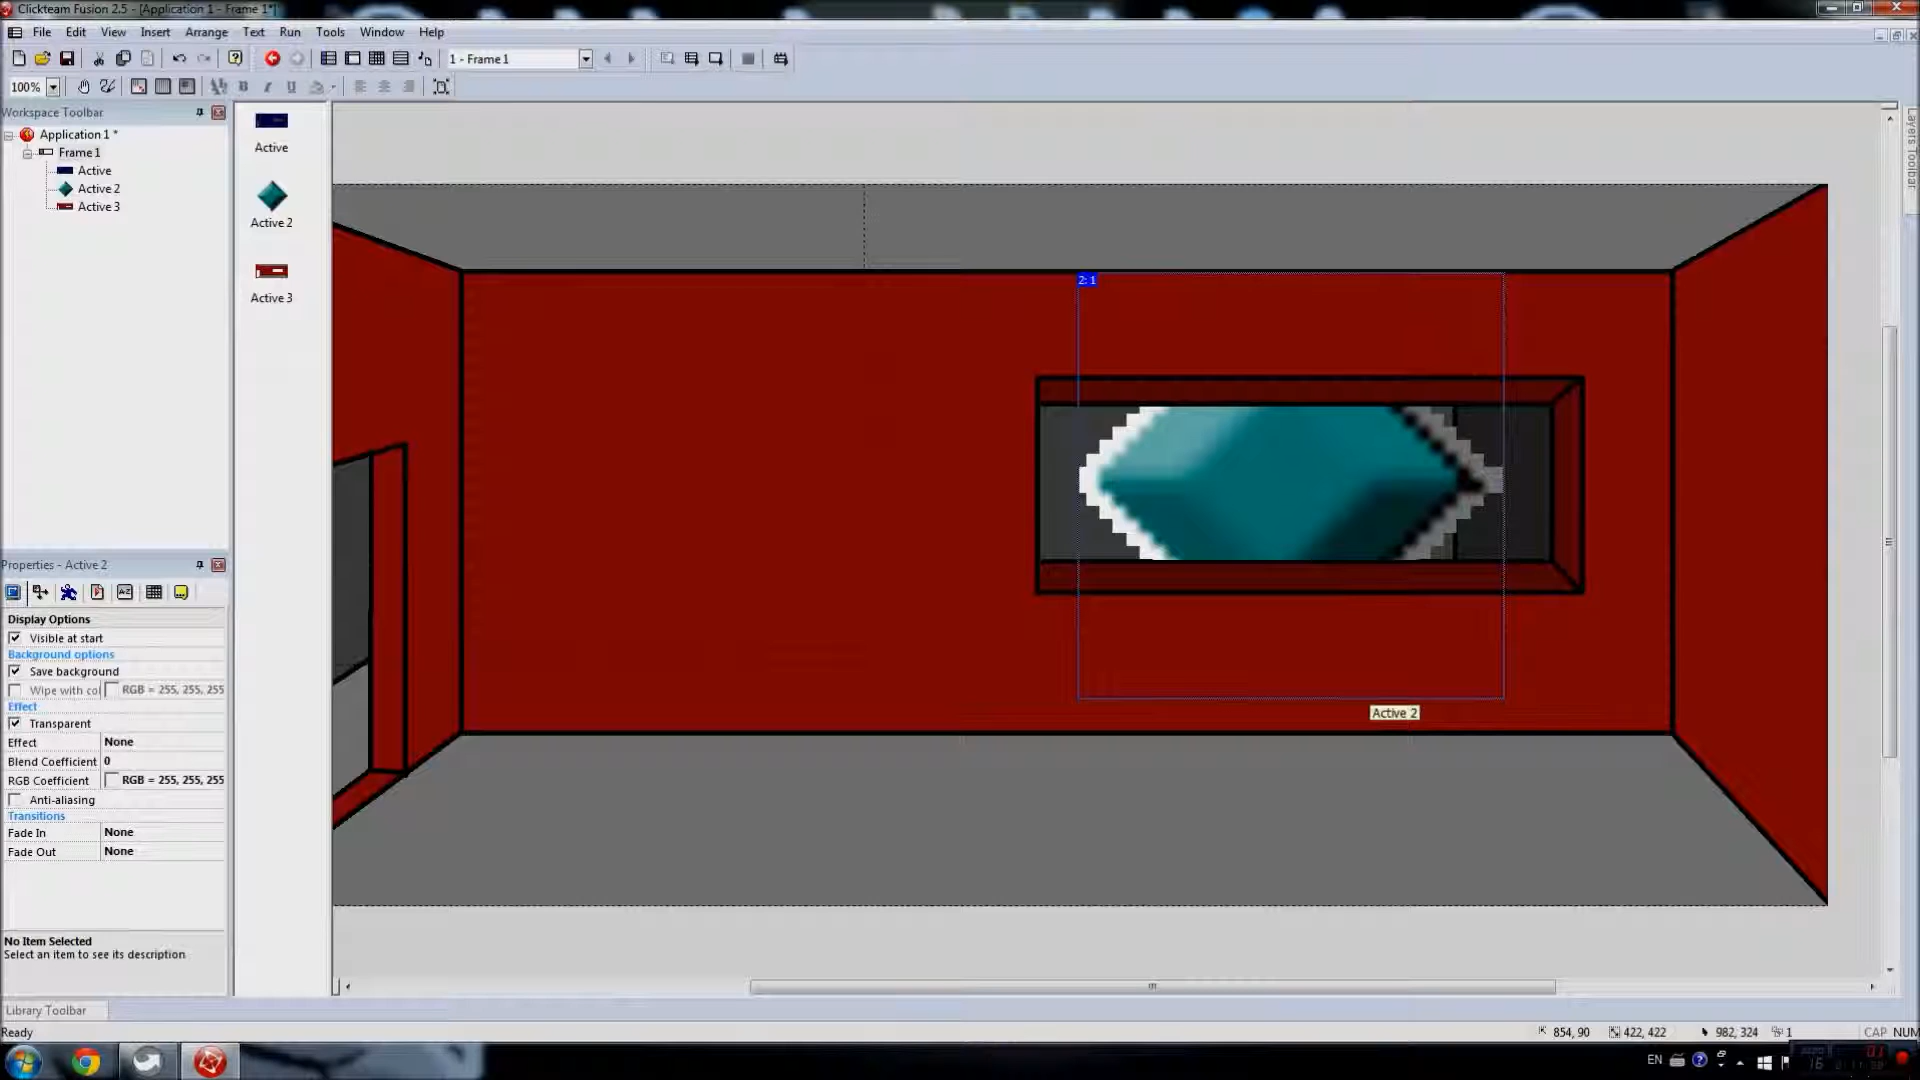 Clickteam Fusion 2.5 - [Application 1 - Frame 1*]
File Edit View Insert Arrange Text Run Tools Window Help
1 - Frame 1
100%
Workspace Toolbar
Application 1 *
Frame 1
Active
Active 2
Active 3
Active
Active 2
Active 3
2: 1
Active 2
Layers Toolbar
Properties - Active 2
Display Options
Visible at start
Background options
Save background
Wipe with col RGB = 255, 255, 255
Effect
Transparent
Effect None
Blend Coefficient 0
RGB Coefficient RGB = 255, 255, 255
Anti-aliasing
Transitions
Fade In None
Fade Out None
No Item Selected
Select an item to see its description
Library Toolbar
Ready
854, 90 422, 422 982, 324 1 CAP NUM
EN